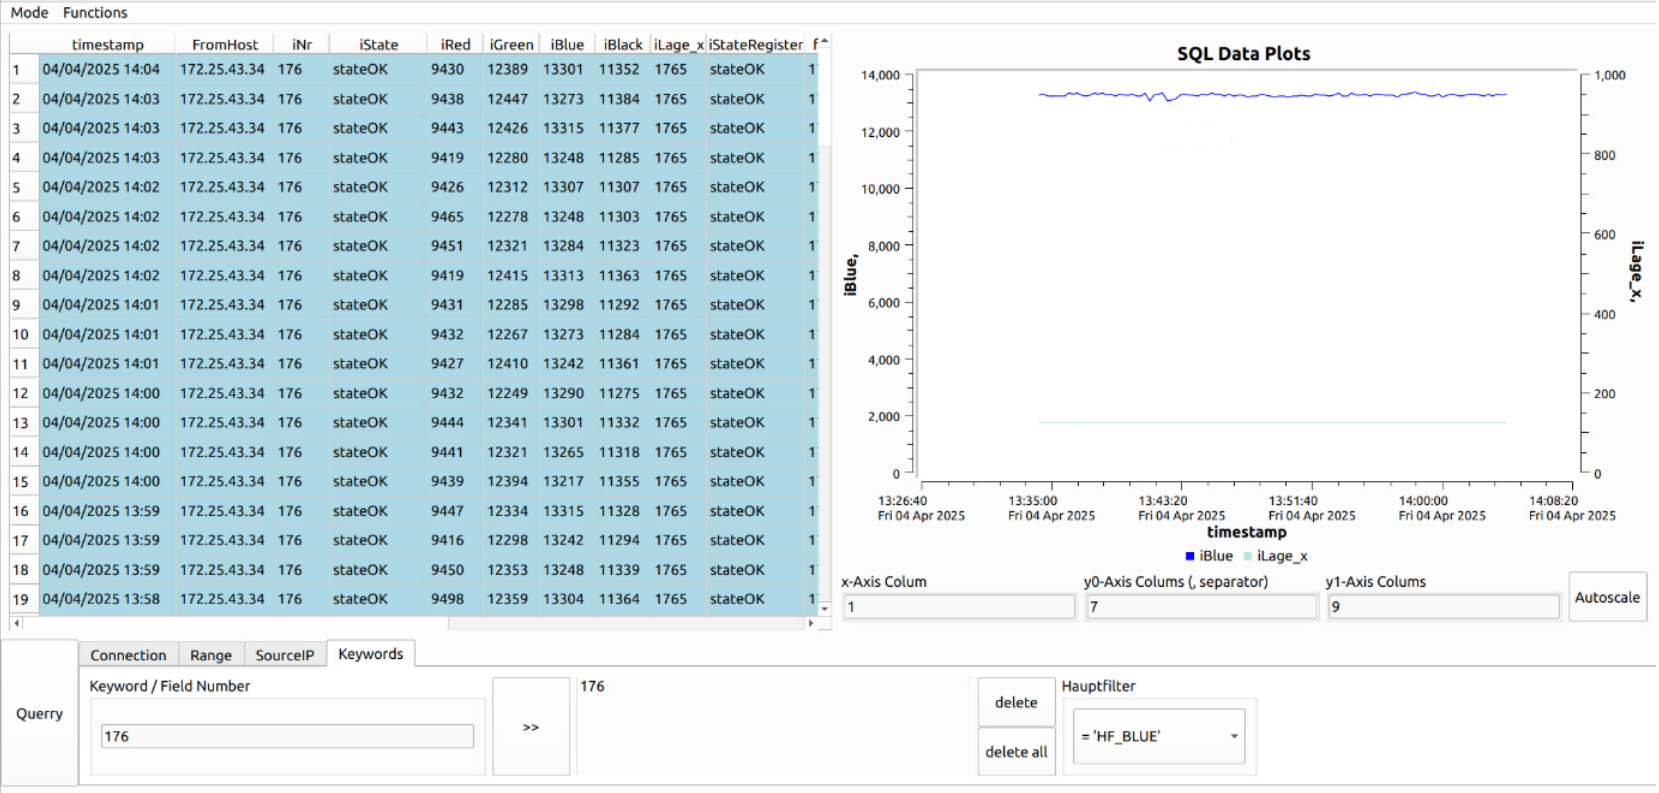 Mode Functions
timestamp FromHost iNr iState iRed iGreen iBlue iBlack iLage_x iStateRegister f
1 04/04/2025 14:04 172.25.43.34 176 stateOK 9430 12389 13301 11352 1765 stateOK 1
2 04/04/2025 14:03 172.25.43.34 176 stateOK 9438 12447 13273 11384 1765 stateOK 1
3 04/04/2025 14:03 172.25.43.34 176 stateOK 9443 12426 13315 11377 1765 stateOK 1
4 04/04/2025 14:03 172.25.43.34 176 stateOK 9419 12280 13248 11285 1765 stateOK 1
5 04/04/2025 14:02 172.25.43.34 176 stateOK 9426 12312 13307 11307 1765 stateOK 1
6 04/04/2025 14:02 172.25.43.34 176 stateOK 9465 12278 13248 11303 1765 stateOK 1
7 04/04/2025 14:02 172.25.43.34 176 stateOK 9451 12321 13284 11323 1765 stateOK 1
8 04/04/2025 14:02 172.25.43.34 176 stateOK 9419 12415 13313 11363 1765 stateOK 1
9 04/04/2025 14:01 172.25.43.34 176 stateOK 9431 12285 13298 11292 1765 stateOK 1
10 04/04/2025 14:01 172.25.43.34 176 stateOK 9432 12267 13273 11284 1765 stateOK 1
11 04/04/2025 14:01 172.25.43.34 176 stateOK 9427 12410 13242 11361 1765 stateOK 1
12 04/04/2025 14:00 172.25.43.34 176 stateOK 9432 12249 13290 11275 1765 stateOK 1
13 04/04/2025 14:00 172.25.43.34 176 stateOK 9444 12341 13301 11332 1765 stateOK 1
14 04/04/2025 14:00 172.25.43.34 176 stateOK 9441 12321 13265 11318 1765 stateOK 1
15 04/04/2025 14:00 172.25.43.34 176 stateOK 9439 12394 13217 11355 1765 stateOK 1
16 04/04/2025 13:59 172.25.43.34 176 stateOK 9447 12334 13315 11328 1765 stateOK 1
17 04/04/2025 13:59 172.25.43.34 176 stateOK 9416 12298 13242 11294 1765 stateOK 1
18 04/04/2025 13:59 172.25.43.34 176 stateOK 9450 12353 13248 11339 1765 stateOK 1
19 04/04/2025 13:58 172.25.43.34 176 stateOK 9498 12359 13304 11364 1765 stateOK 1
SQL Data Plots
14,000
12,000
10,000
8,000
6,000
4,000
2,000
0
iBlue,
1,000
800
600
400
200
0
iLage_x,
13:26:40 13:35:00 13:43:20 13:51:40 14:00:00 14:08:20
Fri 04 Apr 2025 Fri 04 Apr 2025 Fri 04 Apr 2025 Fri 04 Apr 2025 Fri 04 Apr 2025 Fri 04 Apr 2025
timestamp
iBlue iLage_x
x-Axis Colum y0-Axis Colums (, separator) y1-Axis Colums
1 7 9 Autoscale
Querry
Connection Range SourceIP Keywords
Keyword / Field Number
176
>>
176
delete
delete all
Hauptfilter
= 'HF_BLUE'